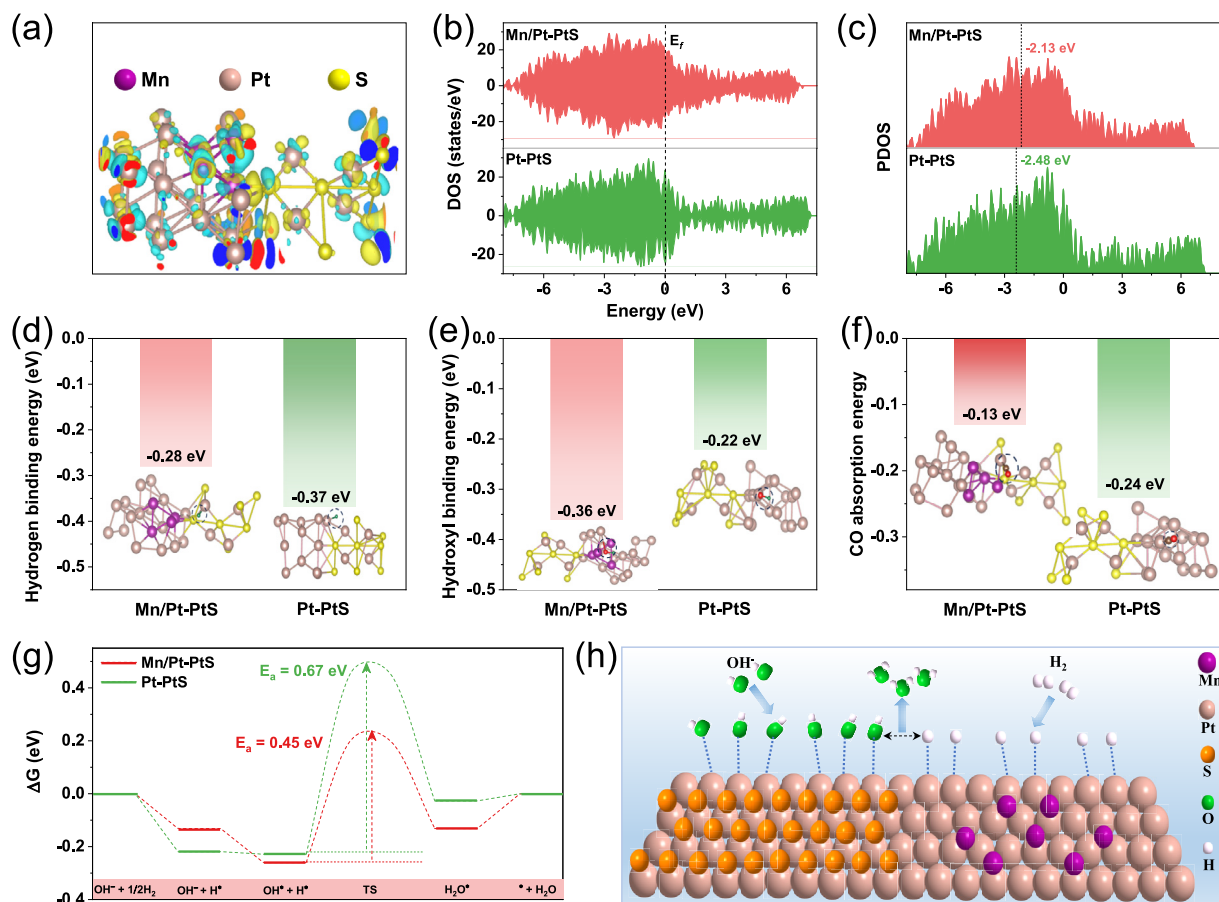 (a)
Mn Pt S
(b)
Mn/Pt-PtS
E_f
20
0
-20
Pt-PtS
20
0
-20
DOS (states/eV)
-6 -3 0 3 6
Energy (eV)
(c)
Mn/Pt-PtS
-2.13 eV
Pt-PtS
-2.48 eV
PDOS
-6 -3 0 3 6
(d)
Hydrogen binding energy (eV)
0.0
-0.1
-0.2
-0.3
-0.4
-0.5
-0.28 eV
-0.37 eV
Mn/Pt-PtS Pt-PtS
(e)
Hydroxyl binding energy (eV)
0.0
-0.1
-0.2
-0.3
-0.4
-0.5
-0.22 eV
-0.36 eV
Mn/Pt-PtS Pt-PtS
(f)
CO absorption energy (eV)
0.0
-0.1
-0.2
-0.3
-0.13 eV
-0.24 eV
Mn/Pt-PtS Pt-PtS
(g)
Mn/Pt-PtS
Pt-PtS
E_a = 0.67 eV
E_a = 0.45 eV
ΔG (eV)
0.4
0.2
0.0
-0.2
-0.4
OH⁻ + 1/2H₂ OH⁻ + H• OH• + H• TS H₂O• • + H₂O
(h)
OH⁻
H₂
Mn
Pt
S
O
H